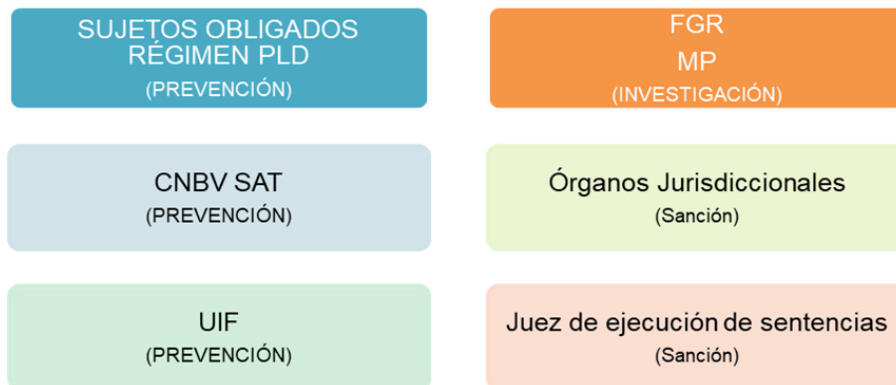 SUJETOS OBLIGADOS
RÉGIMEN PLD
(PREVENCIÓN)
FGR
MP
(INVESTIGACIÓN)
CNBV SAT
(PREVENCIÓN)
Órganos Jurisdiccionales
(Sanción)
UIF
(PREVENCIÓN)
Juez de ejecución de sentencias
(Sanción)